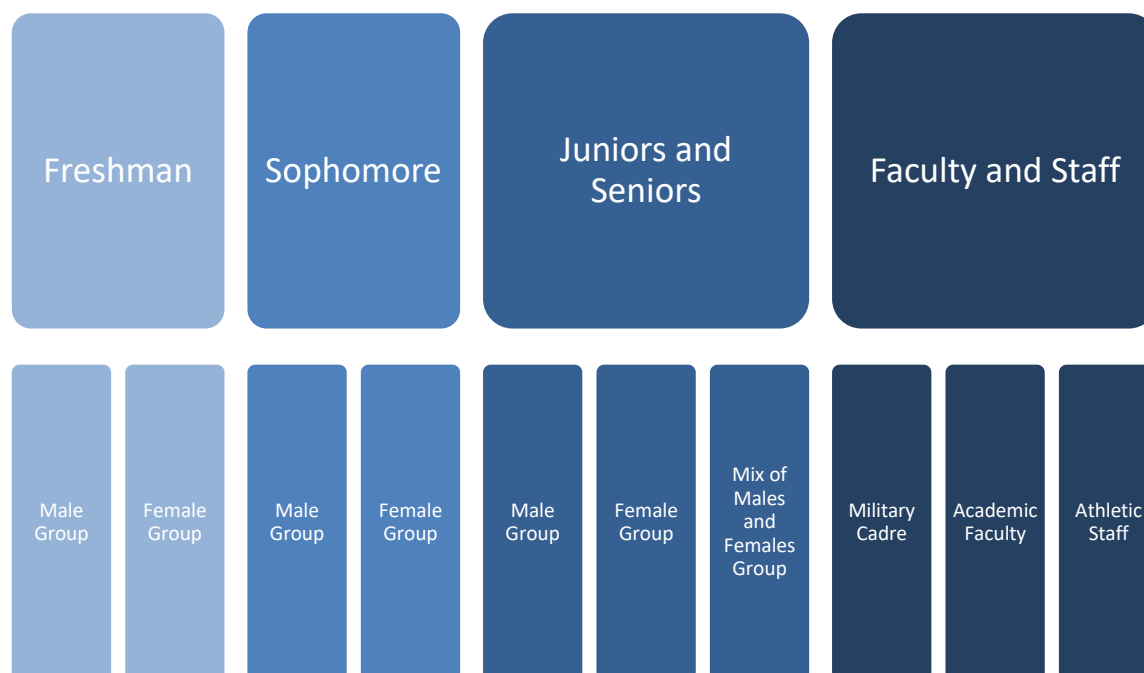 Freshman
Sophomore
Juniors and
Seniors
Faculty and Staff
Male
Group
Female
Group
Male
Group
Female
Group
Male
Group
Female
Group
Mix of
Males
and
Females
Group
Military
Cadre
Academic
Faculty
Athletic
Staff